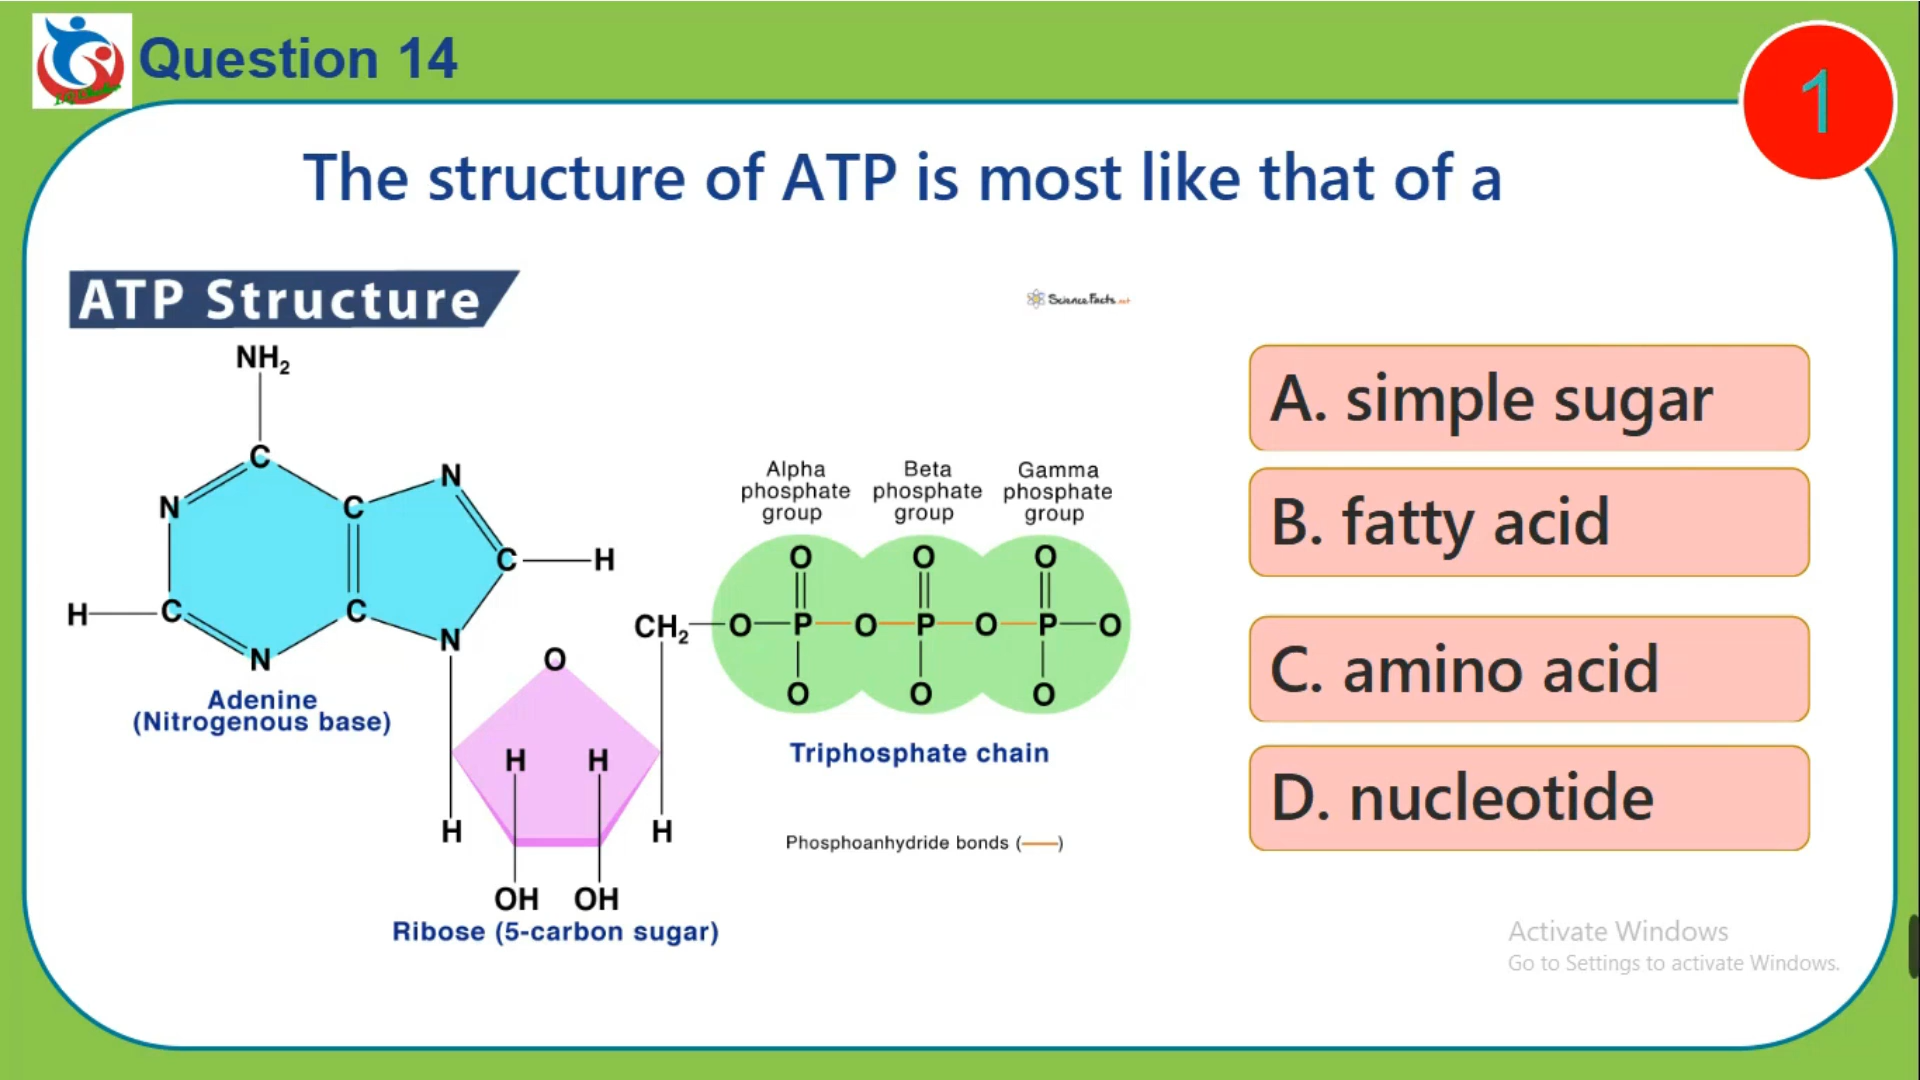 Question 14
1
The structure of ATP is most like that of a
ATP Structure
ScienceFacts.net
NH₂
C
N
N
C
C
H
H
C
C
N
N
CH₂
O
Adenine
(Nitrogenous base)
Alpha
phosphate
group
Beta
phosphate
group
Gamma
phosphate
group
O O O
O P O P O P O
O O O
Triphosphate chain
H H
H H
OH OH
Ribose (5-carbon sugar)
Phosphoanhydride bonds ( )
A. simple sugar
B. fatty acid
C. amino acid
D. nucleotide
Activate Windows
Go to Settings to activate Windows.